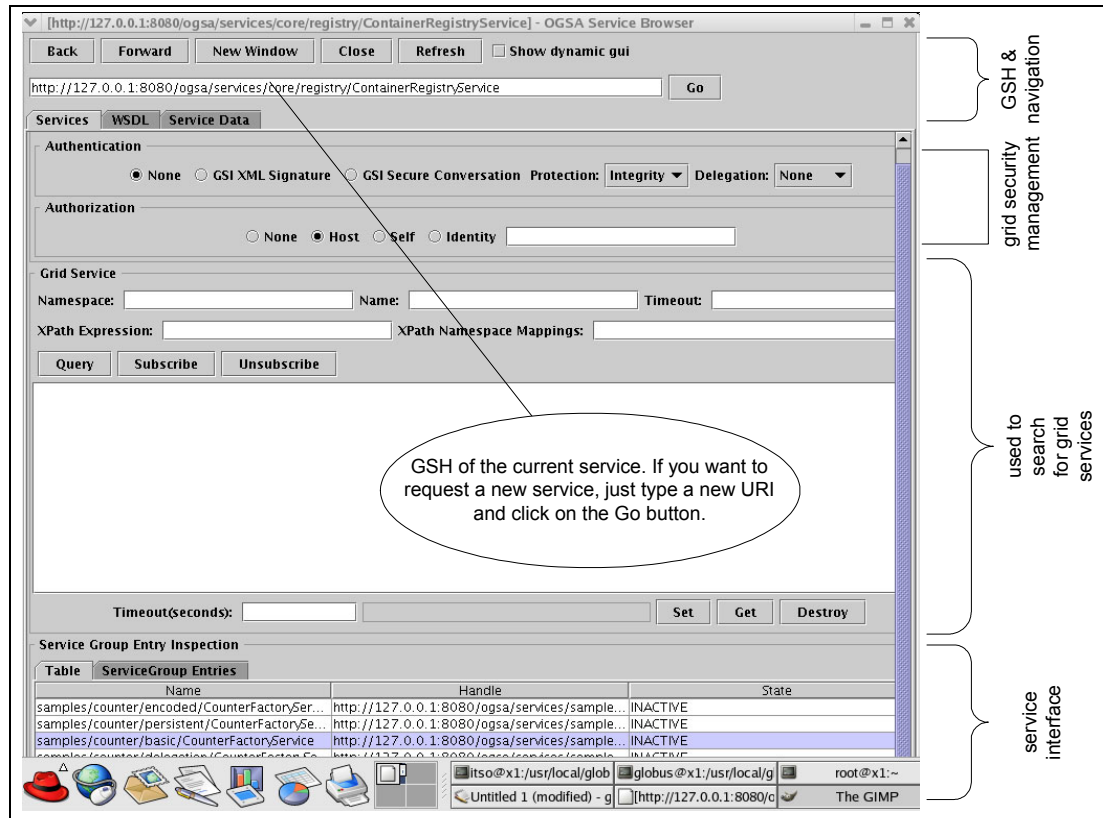 [http://127.0.0.1:8080/ogsa/services/core/registry/ContainerRegistryService] - OGSA Service Browser
Back Forward New Window Close Refresh Show dynamic gui
http://127.0.0.1:8080/ogsa/services/core/registry/ContainerRegistryService Go
GSH &
navigation
Services WSDL Service Data
Authentication
None GSI XML Signature GSI Secure Conversation Protection: Integrity Delegation: None
Authorization
None Host Self Identity
grid security
management
Grid Service
Namespace: Name: Timeout:
XPath Expression: XPath Namespace Mappings:
Query Subscribe Unsubscribe
GSH of the current service. If you want to
request a new service, just type a new URI
and click on the Go button.
used to
search
for grid
services
Timeout(seconds): Set Get Destroy
Service Group Entry Inspection
Table ServiceGroup Entries
Name Handle State
samples/counter/encoded/CounterFactorySer... http://127.0.0.1:8080/ogsa/services/sample... INACTIVE
samples/counter/persistent/CounterFactorySe... http://127.0.0.1:8080/ogsa/services/sample... INACTIVE
samples/counter/basic/CounterFactoryService http://127.0.0.1:8080/ogsa/services/sample... INACTIVE
service
interface
itso@x1:/usr/local/glob globus@x1:/usr/local/g root@x1:~
Untitled 1 (modified) - g [http://127.0.0.1:8080/o The GIMP